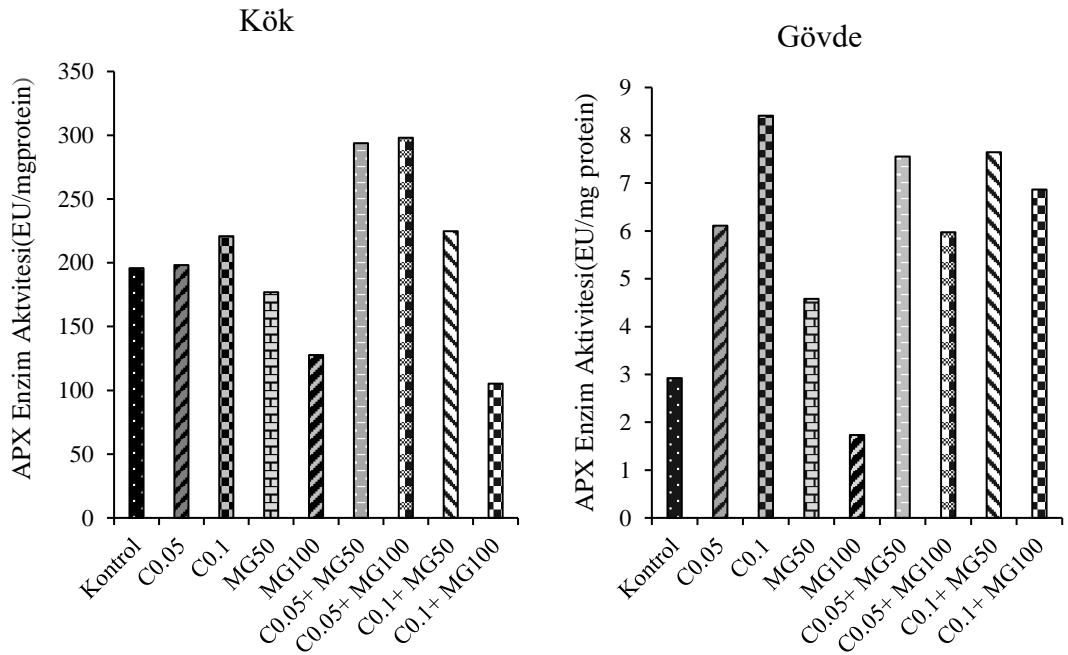 Kök
APX Enzim Aktvitesi(EU/mgprotein)
350
300
250
200
150
100
50
0
Kontrol
C0.05
C0.1
MG50
MG100
C0.05+ MG50
C0.05+ MG100
C0.1+ MG50
C0.1+ MG100
Gövde
APX Enzim Aktivitesi(EU/mg protein)
9
8
7
6
5
4
3
2
1
0
Kontrol
C0.05
C0.1
MG50
MG100
C0.05+ MG50
C0.05+ MG100
C0.1+ MG50
C0.1+ MG100